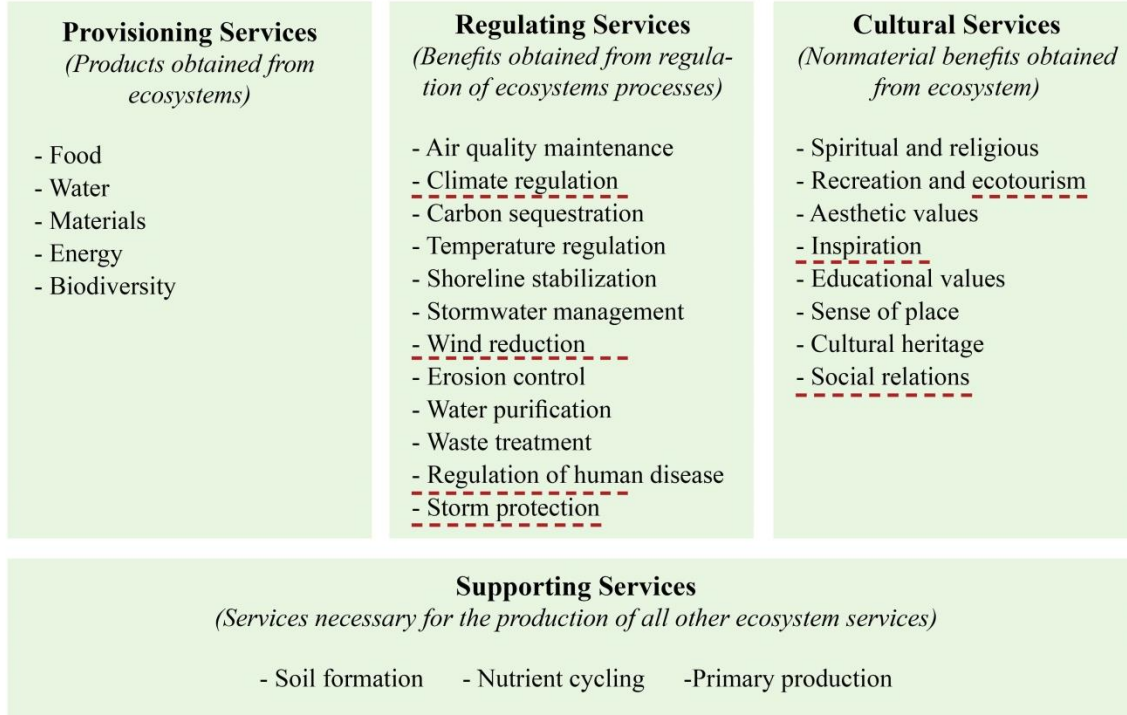 Provisioning Services
(Products obtained from
ecosystems)
- Food
- Water
- Materials
- Energy
- Biodiversity
Regulating Services
(Benefits obtained from regula-
tion of ecosystems processes)
- Air quality maintenance
- Climate regulation
- Carbon sequestration
- Temperature regulation
- Shoreline stabilization
- Stormwater management
- Wind reduction
- Erosion control
- Water purification
- Waste treatment
- Regulation of human disease
- Storm protection
Cultural Services
(Nonmaterial benefits obtained
from ecosystem)
- Spiritual and religious
- Recreation and ecotourism
- Aesthetic values
- Inspiration
- Educational values
- Sense of place
- Cultural heritage
- Social relations
Supporting Services
(Services necessary for the production of all other ecosystem services)
- Soil formation - Nutrient cycling -Primary production